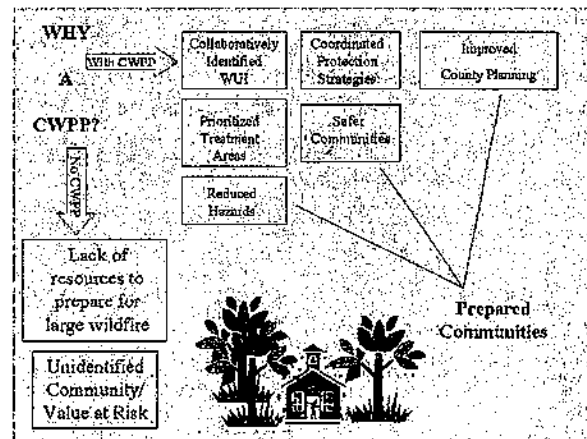 WHY
A
CWPP?
With CWPP
Collaboratively
Identified
WUI
Coordinated
Protection
Strategies
Improved
County Planning
Prioritized
Treatment
Areas
Safer
Communities
Reduced
Hazards
No CWPP
Lack of
resources to
prepare for
large wildfire
Unidentified
Community/
Value at Risk
Prepared
Communities